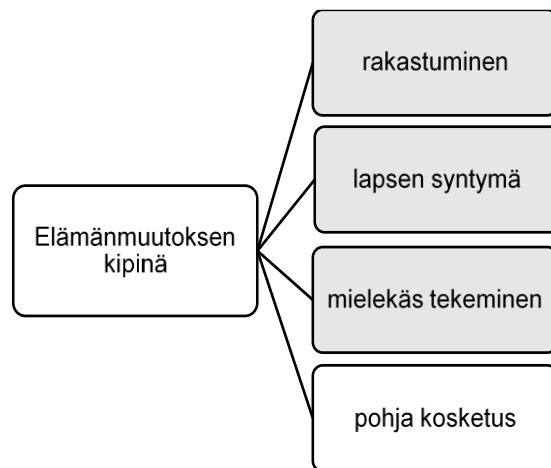 Elämänmuutoksen
kipinä
rakastuminen
lapsen syntymä
mielekäs tekeminen
pohja kosketus